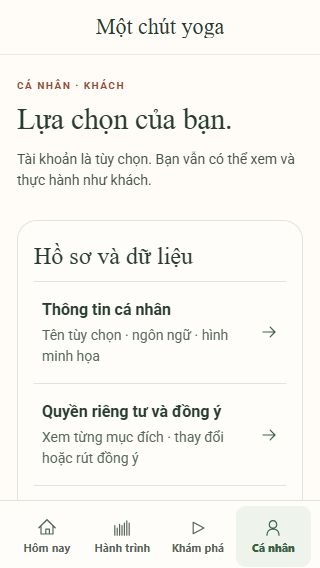 Một chút yoga
CÁ NHÂN · KHÁCH
Lựa chọn của bạn.
Tài khoản là tùy chọn. Bạn vẫn có thể xem và
thực hành như khách.
Hồ sơ và dữ liệu
Thông tin cá nhân
Tên tùy chọn · ngôn ngữ · hình
minh họa
Quyền riêng tư và đồng ý
Xem từng mục đích · thay đổi
hoặc rút đồng ý
Hôm nay
Hành trình
Khám phá
Cá nhân